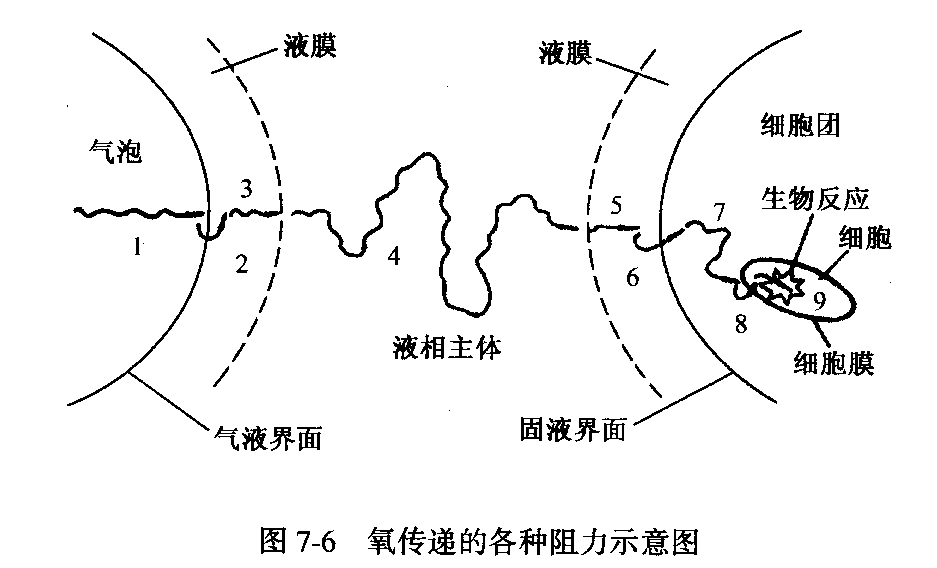 液膜
液膜
气泡
细胞团
3
1
2
4
5
7
生物反应
细胞
6
8
9
液相主体
细胞膜
气液界面
固液界面
图 7-6 氧传递的各种阻力示意图